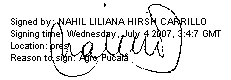 Signed by: NAHIL LILIANA HIRSH CARRILLO
Signing time: Wednesday, July 4 2007, 3:4:7 GMT
Location: pres
Reason to sign: Agro Pucala